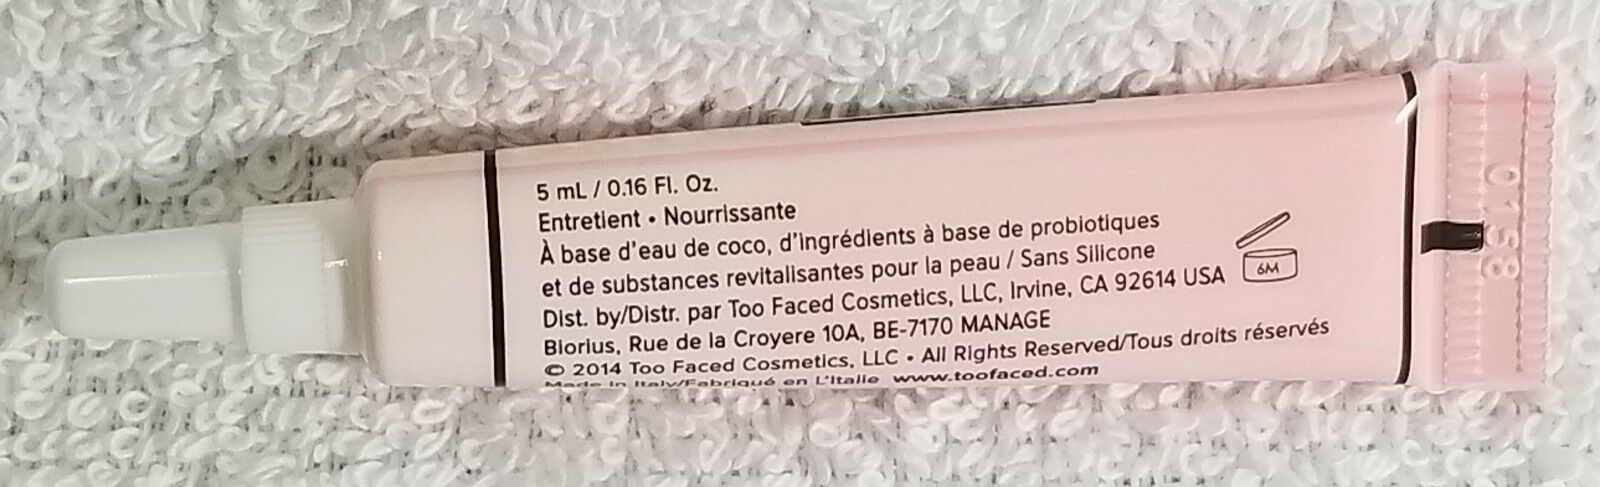 5 mL / 0.16 Fl. Oz.
Entretient • Nourrissante
À base d'eau de coco, d'ingrédients à base de probiotiques
et de substances revitalisantes pour la peau / Sans Silicone
Dist. by/Distr. par Too Faced Cosmetics, LLC, Irvine, CA 92614 USA
Biorius, Rue de la Croyere 10A, BE-7170 MANAGE
© 2014 Too Faced Cosmetics, LLC • All Rights Reserved/Tous droits réservés
Made in Italy/Fabriqué en L'Italie www.toofaced.com
6M